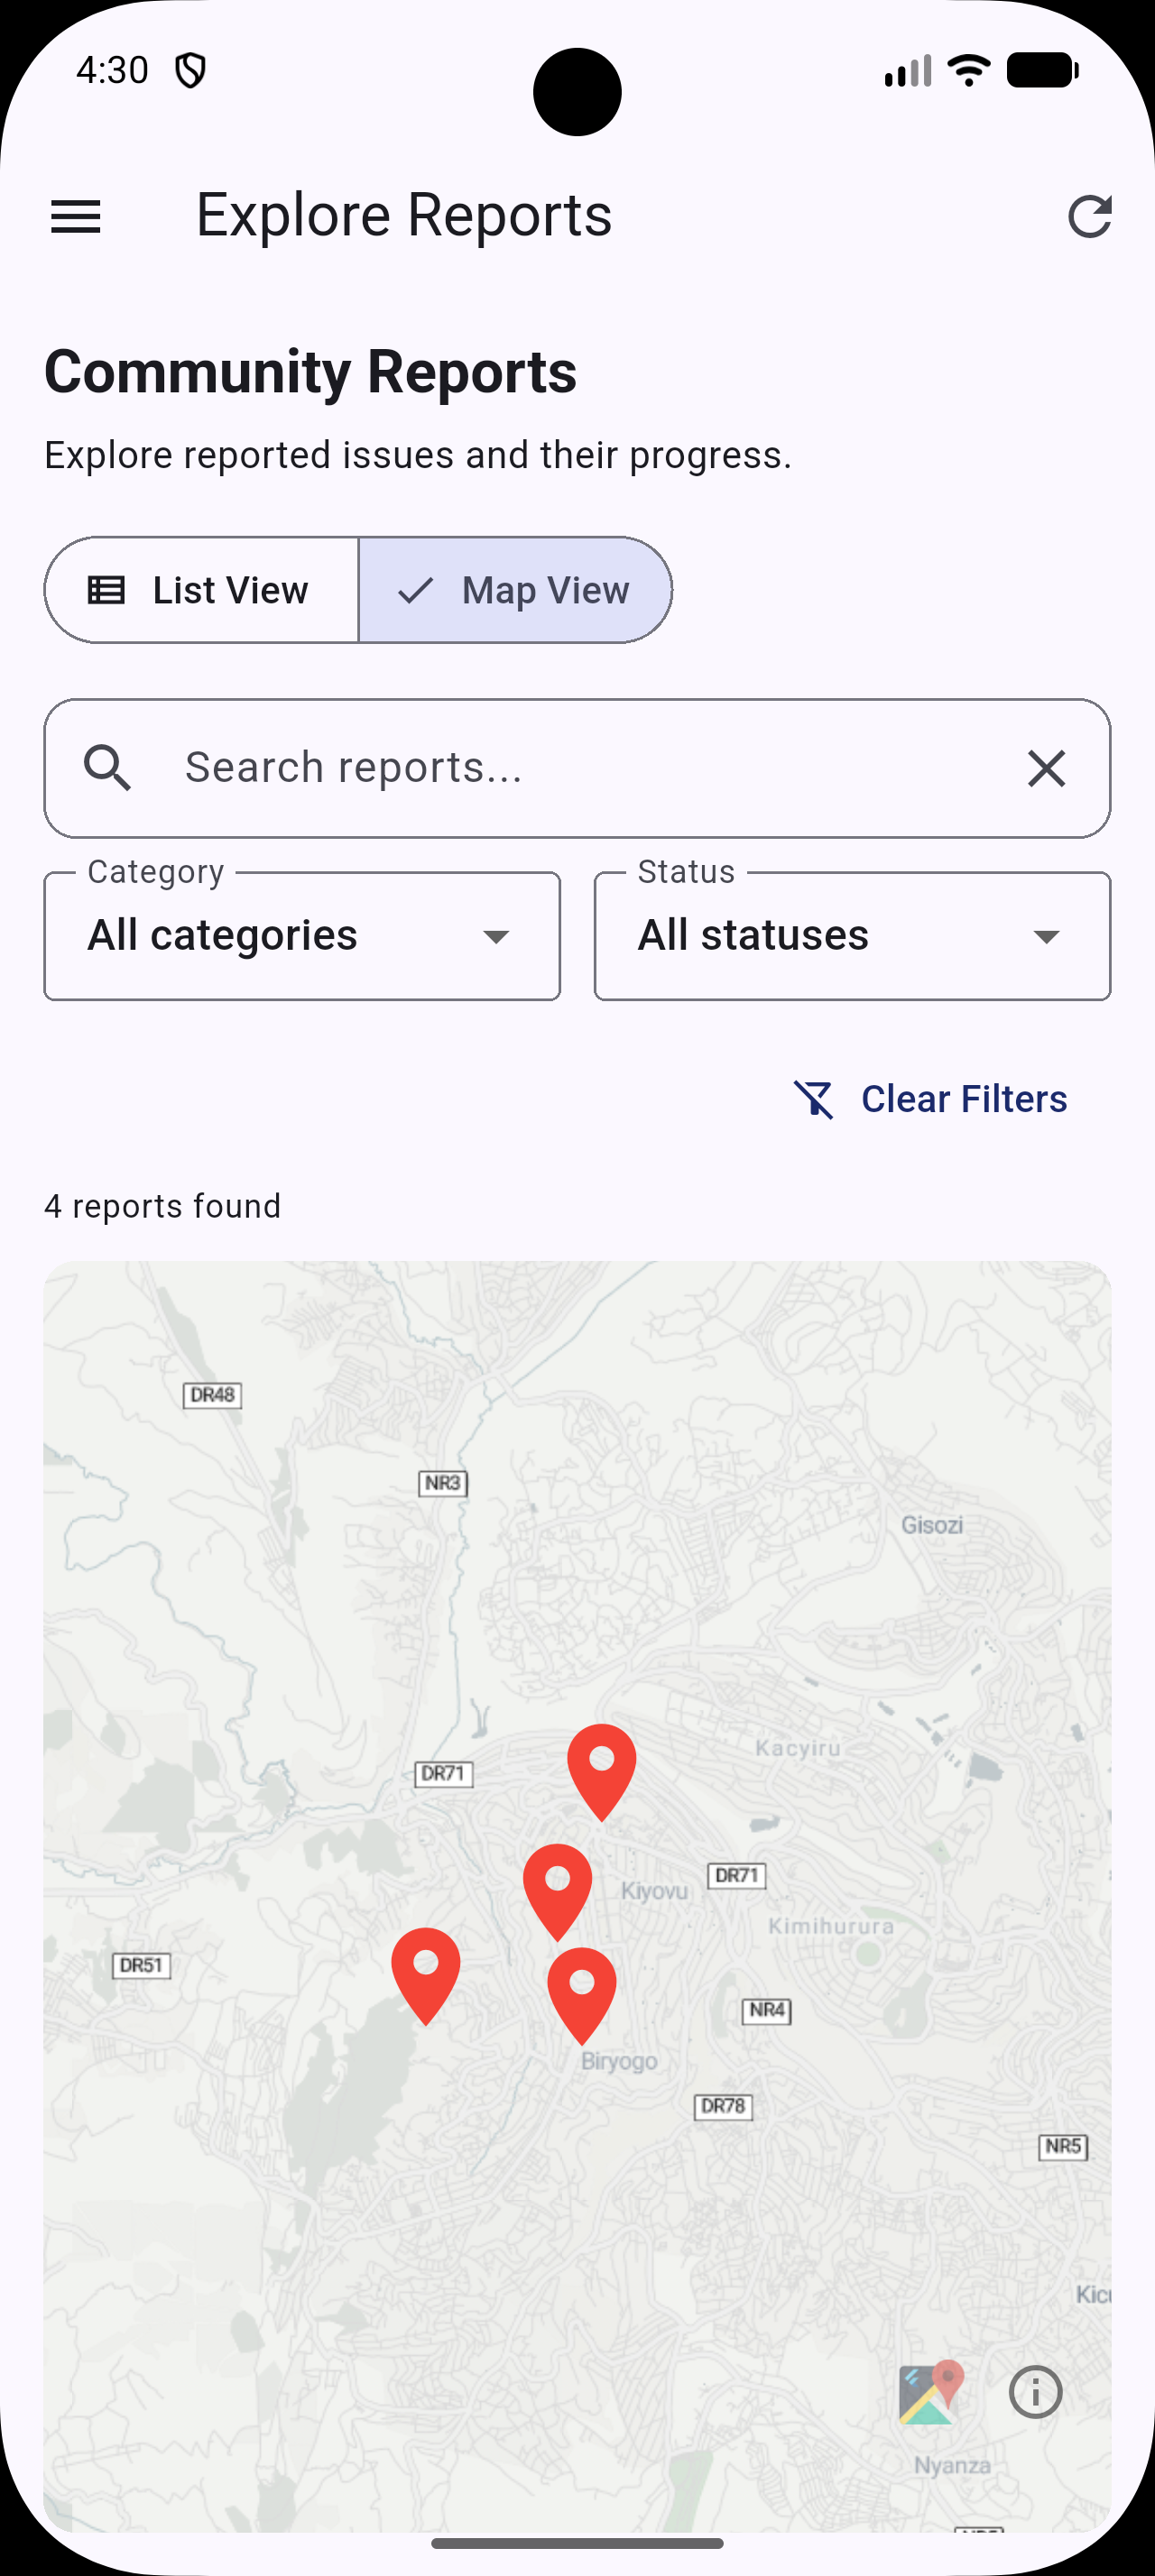 4:30
Explore Reports
Community Reports
Explore reported issues and their progress.
List View
Map View
Search reports...
Category
All categories
Status
All statuses
Clear Filters
4 reports found
DR48
NR3
Gisozi
Kacyiru
DR71
DR71
Kiyovu
Kimihurura
DR51
NR4
Biryogo
DR78
NR5
Kicu
Nyanza